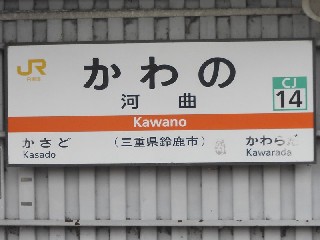 JR
かわの
CJ
14
河曲
Kawano
かさど
(三重県鈴鹿市)
かわらだ
Kasado
Kawarada